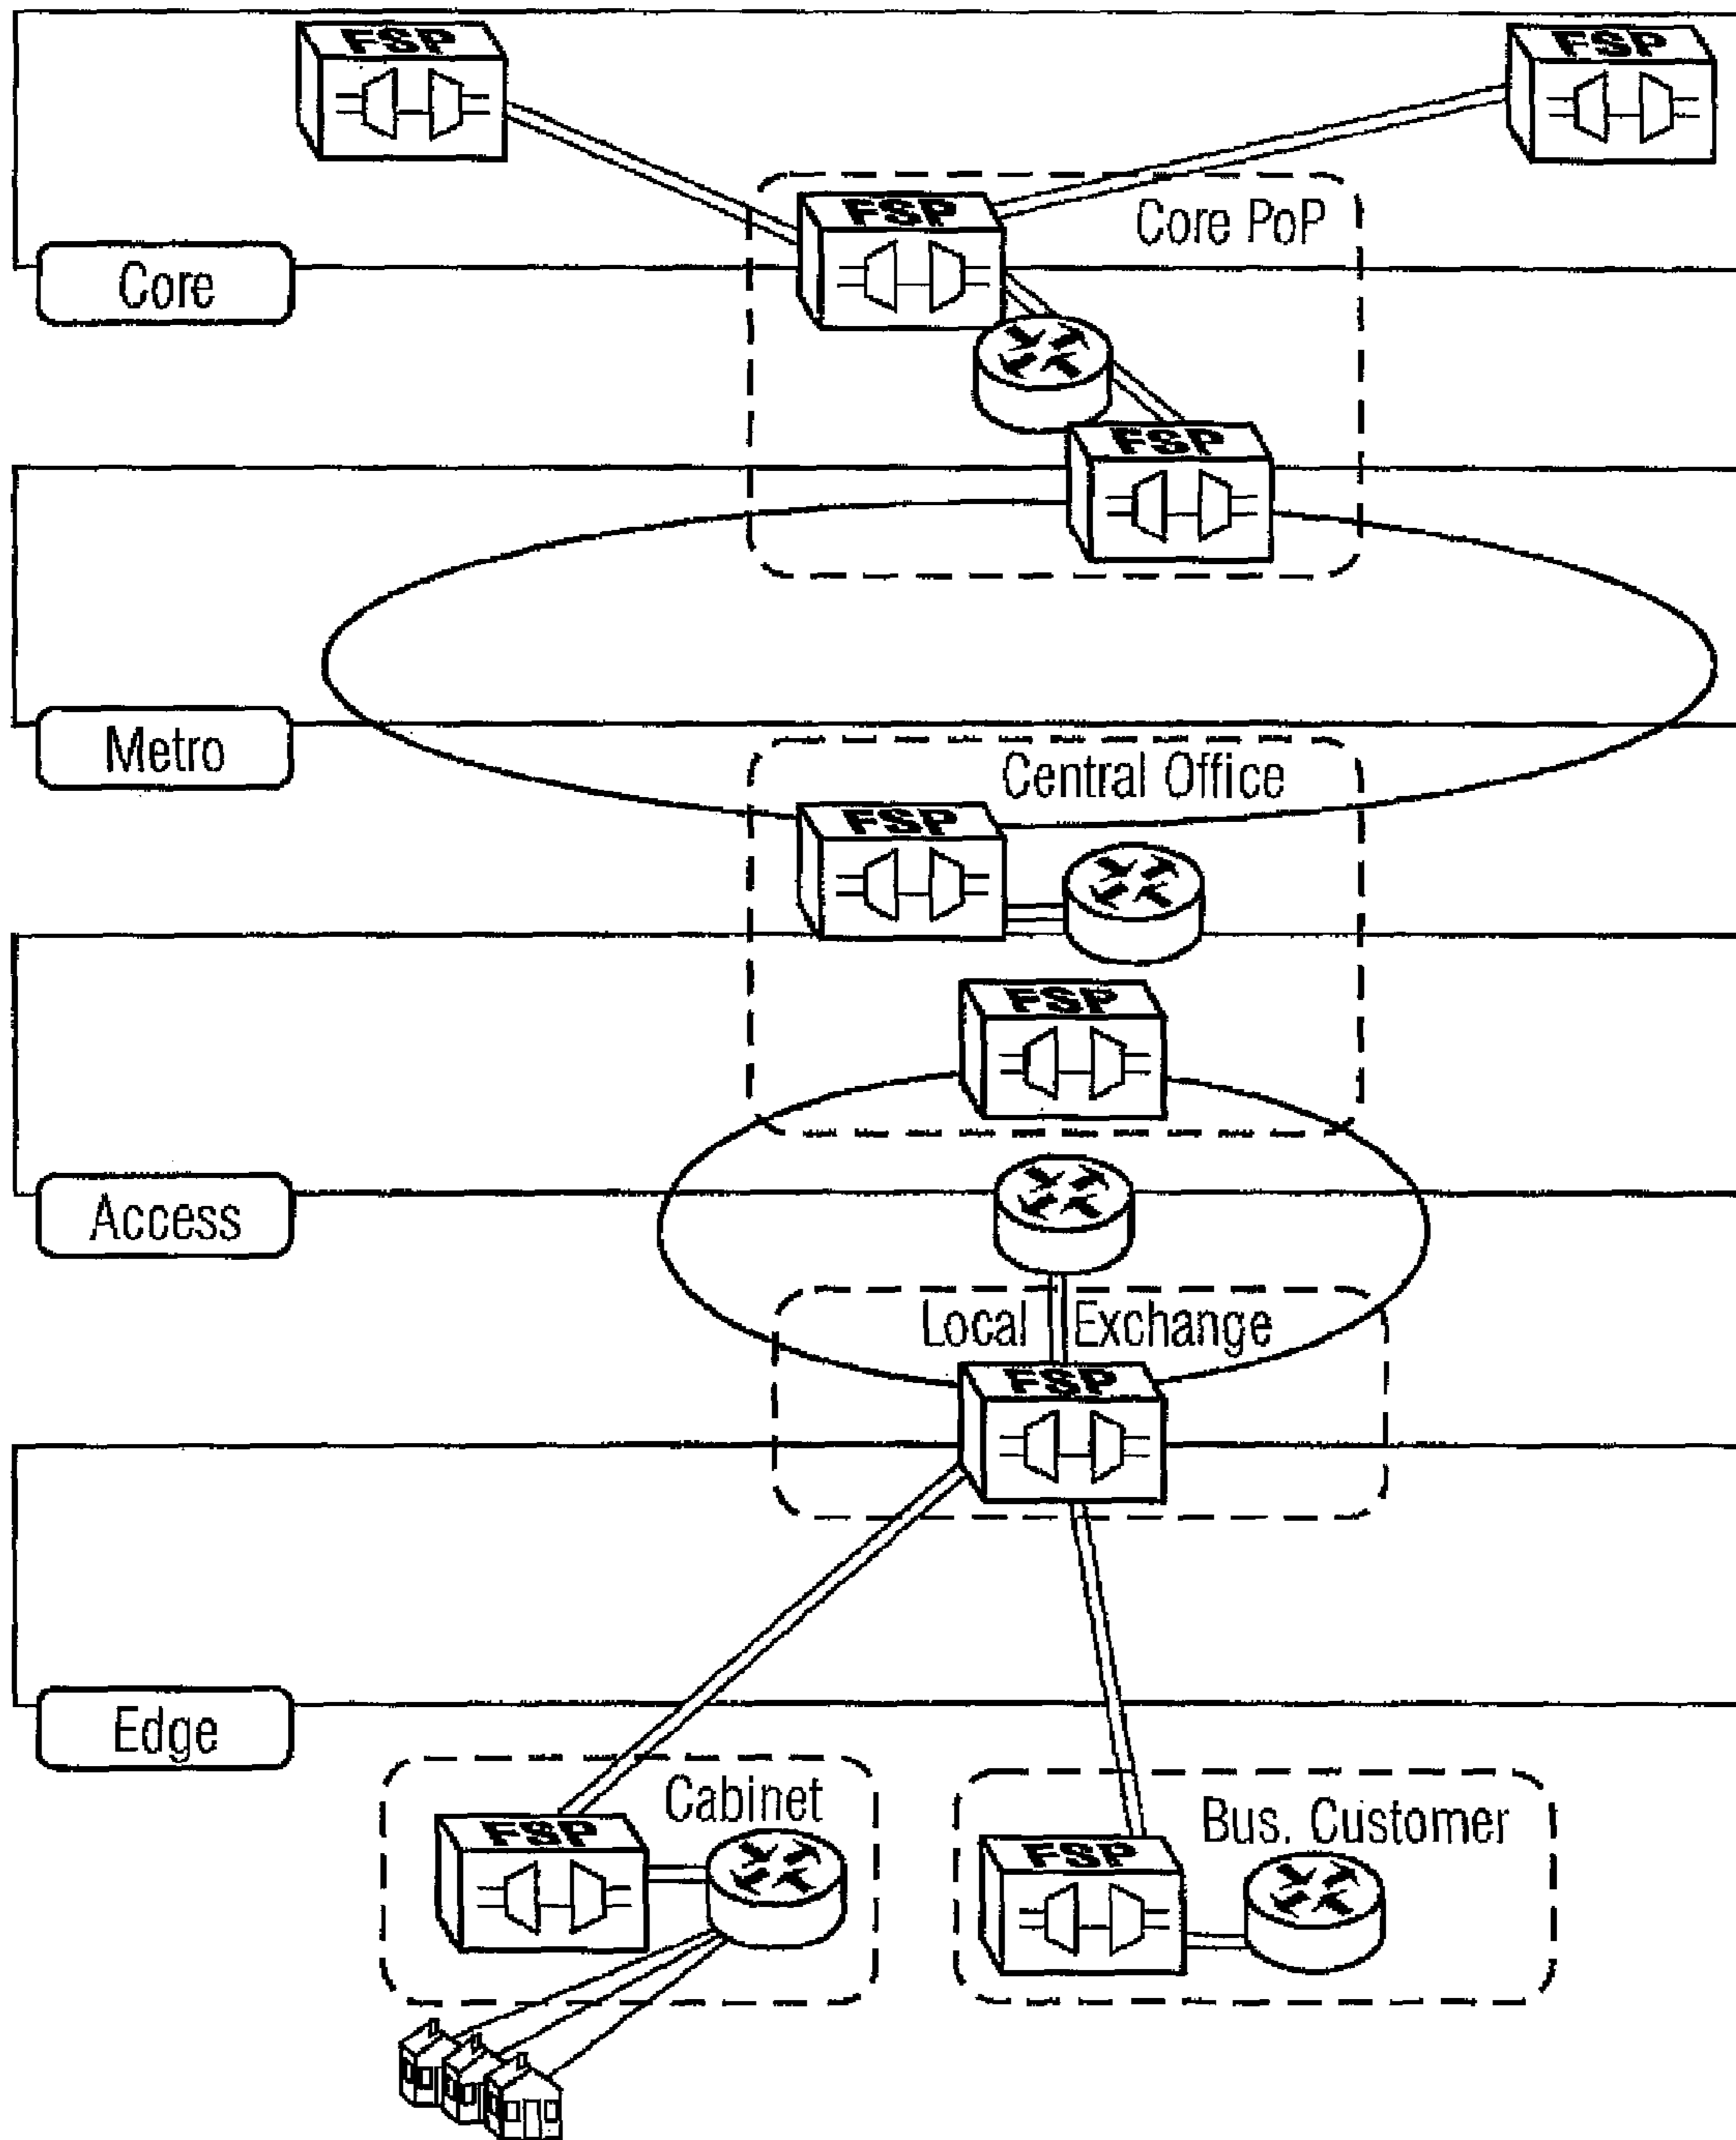 FSP
FSP
FSP
Core PoP
Core
FSP
Metro
Central Office
FSP
FSP
Access
Local Exchange
FSP
Edge
Cabinet
FSP
Bus. Customer
FSP